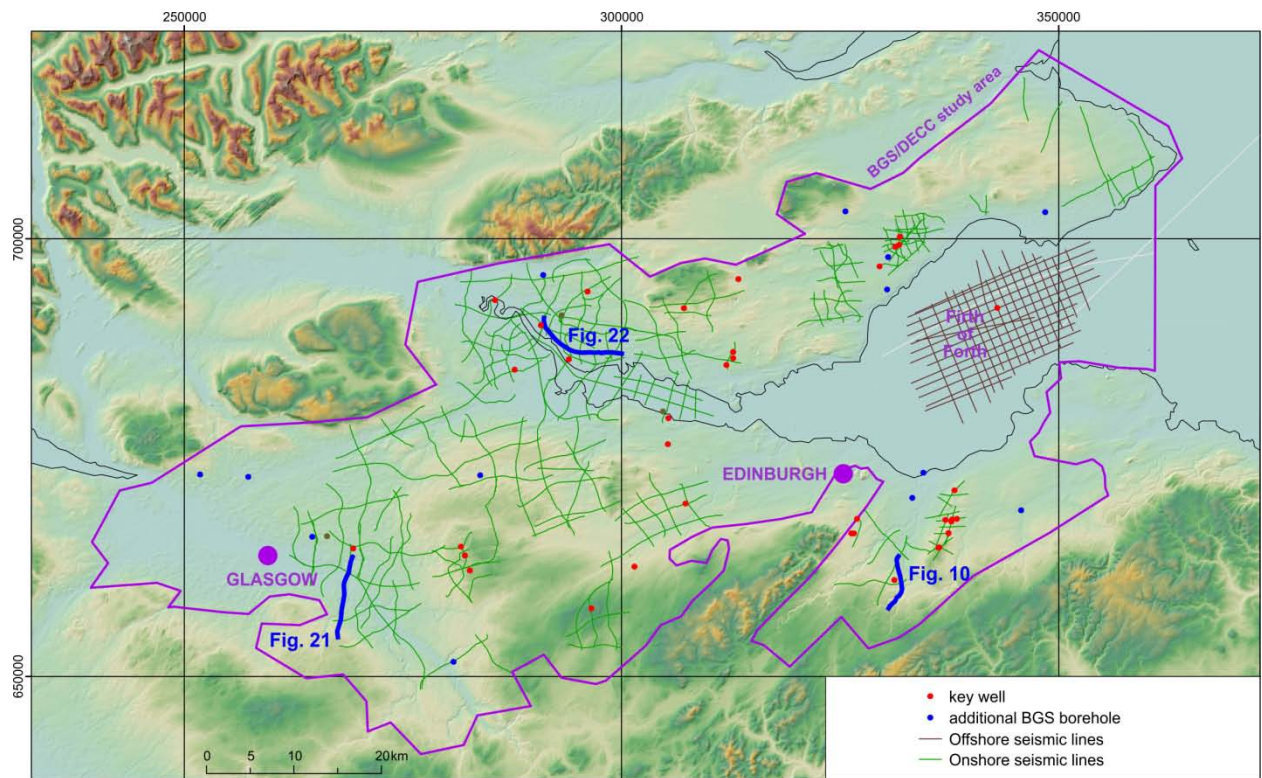 250000
300000
350000
BGS/DECC study area
700000
Fig. 22
Firth
of
Forth
EDINBURGH
GLASGOW
Fig. 10
Fig. 21
650000
0 5 10 20km
key well
additional BGS borehole
Offshore seismic lines
Onshore seismic lines